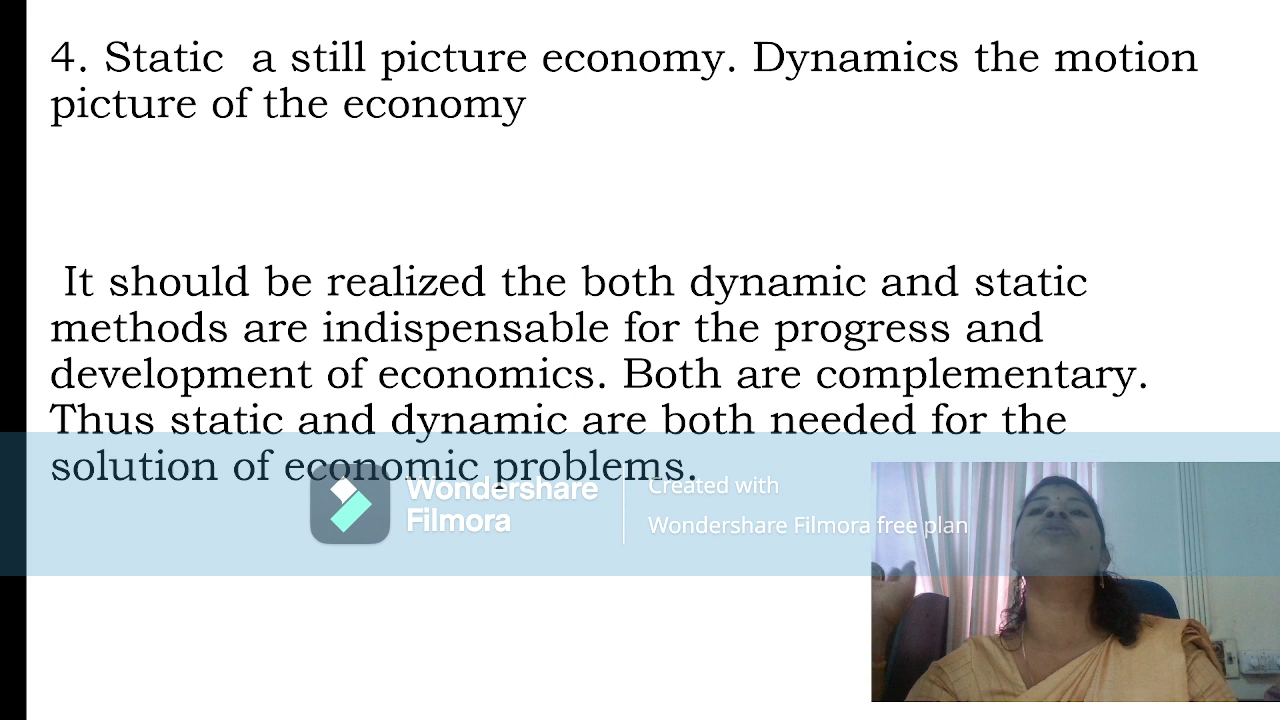 4. Static  a still picture economy. Dynamics the motion
picture of the economy
It should be realized the both dynamic and static
methods are indispensable for the progress and
development of economics. Both are complementary.
Thus static and dynamic are both needed for the
solution of economic problems.
Wondershare
Filmora
Created with
Wondershare Filmora free plan